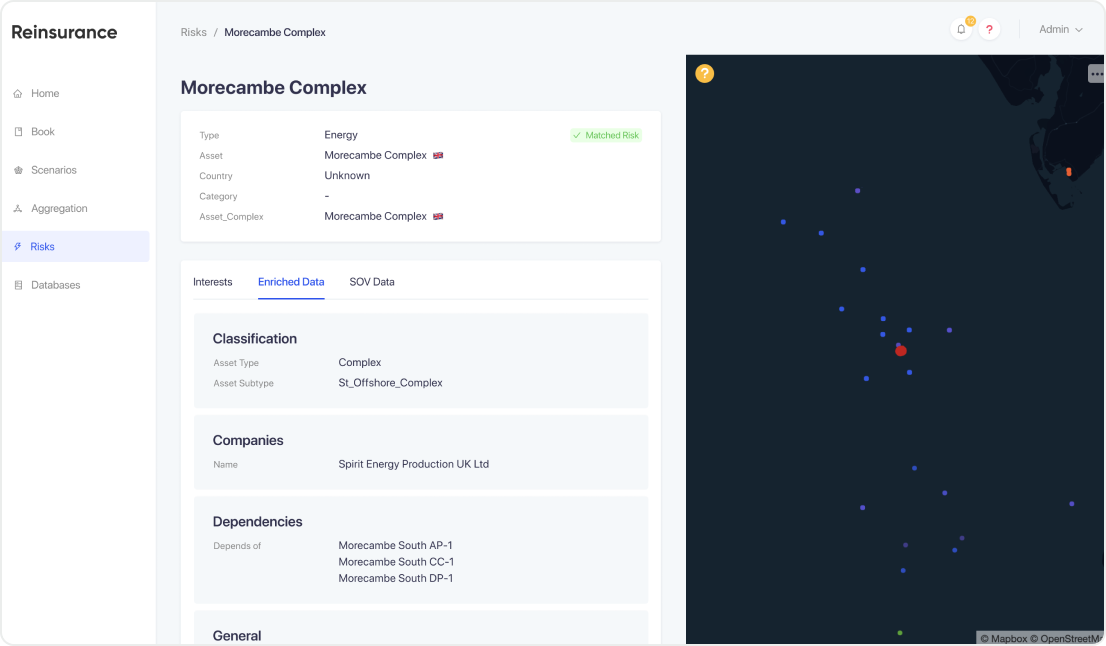 Reinsurance
Risks / Morecambe Complex
12
?
Admin
Home
Book
Scenarios
Aggregation
Risks
Databases
Morecambe Complex
Type Energy
Matched Risk
Asset Morecambe Complex
Country Unknown
Category -
Asset_Complex Morecambe Complex
Interests Enriched Data SOV Data
Classification
Asset Type Complex
Asset Subtype St_Offshore_Complex
Companies
Name Spirit Energy Production UK Ltd
Dependencies
Depends of Morecambe South AP-1
Morecambe South CC-1
Morecambe South DP-1
General
?
© Mapbox © OpenStreetMa